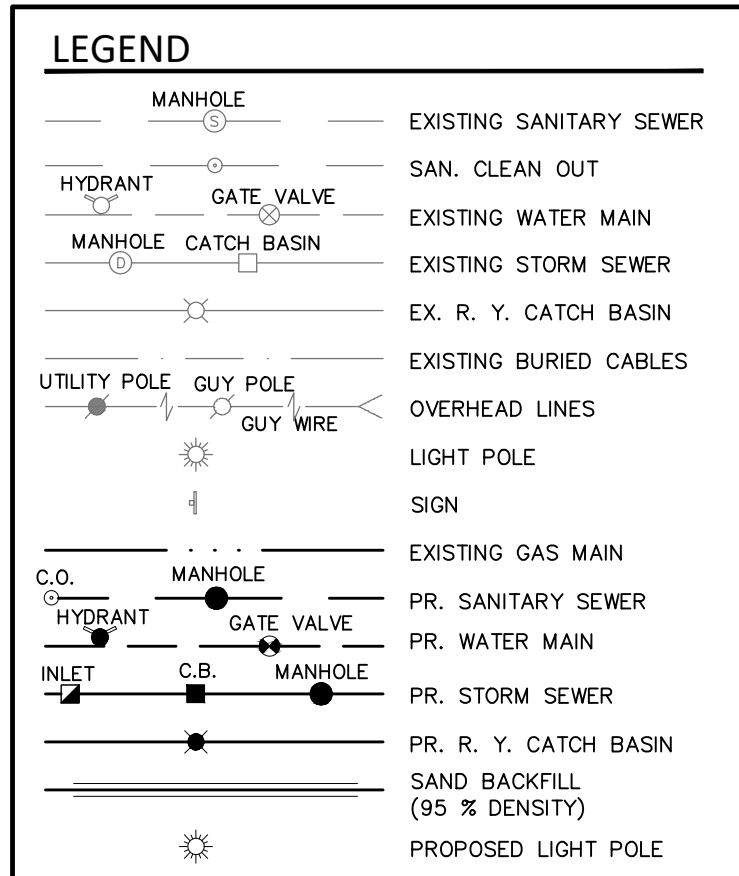 LEGEND
MANHOLE
S
EXISTING SANITARY SEWER
SAN. CLEAN OUT
HYDRANT
GATE VALVE
EXISTING WATER MAIN
MANHOLE CATCH BASIN
D
EXISTING STORM SEWER
EX. R. Y. CATCH BASIN
EXISTING BURIED CABLES
UTILITY POLE GUY POLE
GUY WIRE
OVERHEAD LINES
LIGHT POLE
SIGN
EXISTING GAS MAIN
C.O. MANHOLE
PR. SANITARY SEWER
HYDRANT GATE VALVE
PR. WATER MAIN
INLET C.B. MANHOLE
PR. STORM SEWER
PR. R. Y. CATCH BASIN
SAND BACKFILL
(95 % DENSITY)
PROPOSED LIGHT POLE